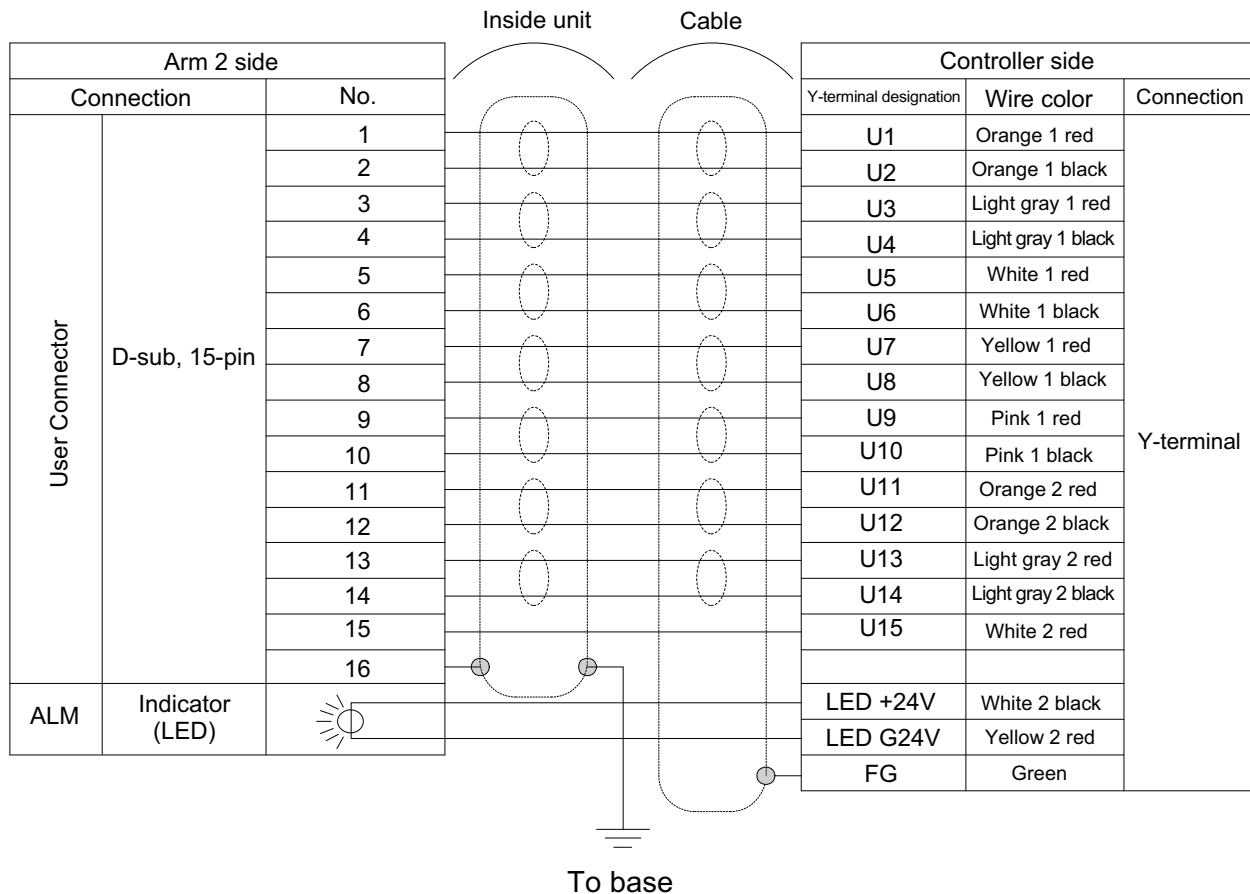 Inside unit Cable
Arm 2 side Controller side
Connection No. Y-terminal designation Wire color Connection
1 U1 Orange 1 red
2 U2 Orange 1 black
3 U3 Light gray 1 red
4 U4 Light gray 1 black
5 U5 White 1 red
6 U6 White 1 black
User Connector D-sub, 15-pin 7 U7 Yellow 1 red
8 U8 Yellow 1 black
9 U9 Pink 1 red
10 U10 Pink 1 black Y-terminal
11 U11 Orange 2 red
12 U12 Orange 2 black
13 U13 Light gray 2 red
14 U14 Light gray 2 black
15 U15 White 2 red
16
ALM Indicator LED +24V White 2 black
(LED) LED G24V Yellow 2 red
FG Green
To base